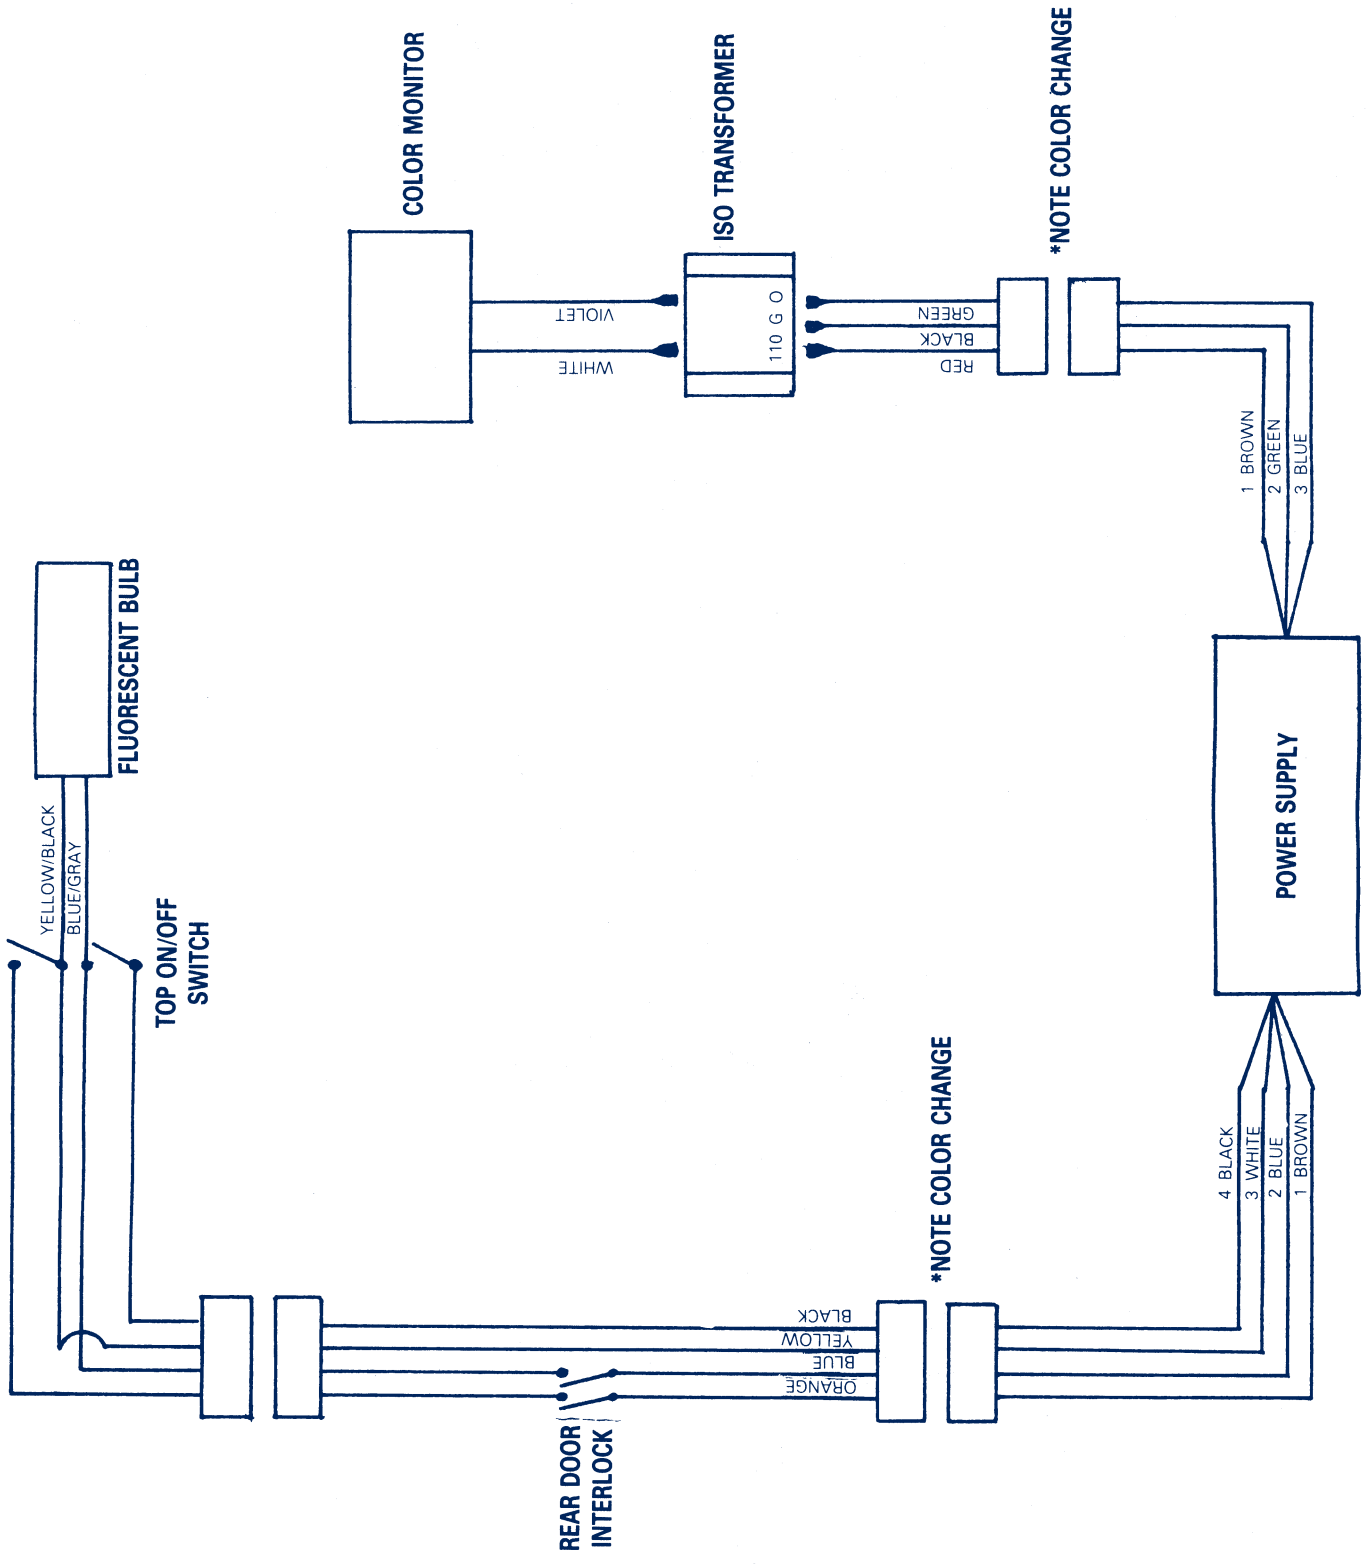 COLOR MONITOR
ISO TRANSFORMER
*NOTE COLOR CHANGE
VIOLET
WHITE
110 G O
GREEN
BLACK
RED
1 BROWN
2 GREEN
3 BLUE
FLUORESCENT BULB
YELLOW/BLACK
BLUE/GRAY
TOP ON/OFF
SWITCH
POWER SUPPLY
*NOTE COLOR CHANGE
4 BLACK
3 WHITE
2 BLUE
1 BROWN
BLACK
YELLOW
BLUE
ORANGE
REAR DOOR
INTERLOCK